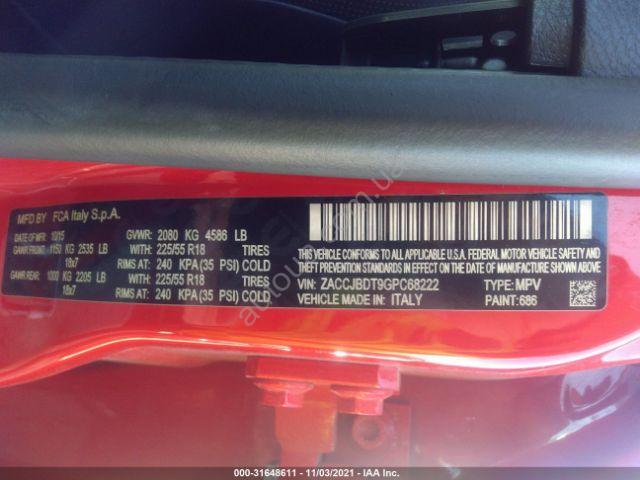 MFD BY FCA Italy S.p.A.
DATE OF MFR 10/15 GVWR: 2080 KG 4586 LB
GAWR FRONT: 1150 KG 2535 LB WITH: 225/55 R18 TIRES
18x7 RIMS AT: 240 KPA (35 PSI) COLD
GAWR REAR: 1000 KG 2205 LB WITH: 225/55 R18 TIRES
18x7 RIMS AT: 240 KPA (35 PSI) COLD
THIS VEHICLE CONFORMS TO ALL APPLICABLE U.S.A. FEDERAL MOTOR VEHICLE SAFETY AND
THEFT PREVENTION STANDARDS IN EFFECT ON THE DATE OF MANUFACTURE SHOWN ABOVE.
VIN: ZACCJBDT9GPC68222 TYPE: MPV
VEHICLE MADE IN: ITALY PAINT: 686
000-31648611 - 11/03/2021 - IAA Inc.